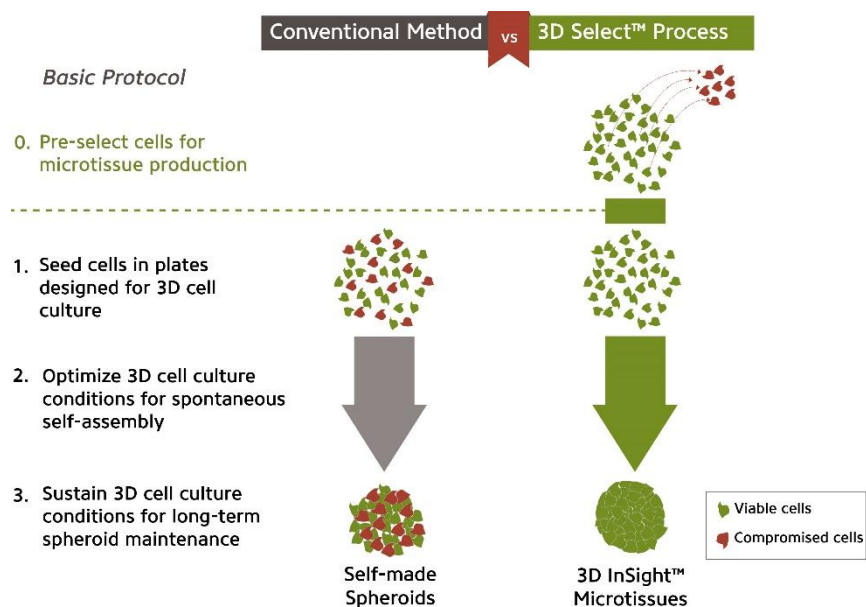 Conventional Method vs 3D Select™ Process
Basic Protocol
0. Pre-select cells for
microtissue production
1. Seed cells in plates
designed for 3D cell
culture
2. Optimize 3D cell culture
conditions for spontaneous
self-assembly
3. Sustain 3D cell culture
conditions for long-term
spheroid maintenance
Self-made
Spheroids
3D InSight™
Microtissues
Viable cells
Compromised cells